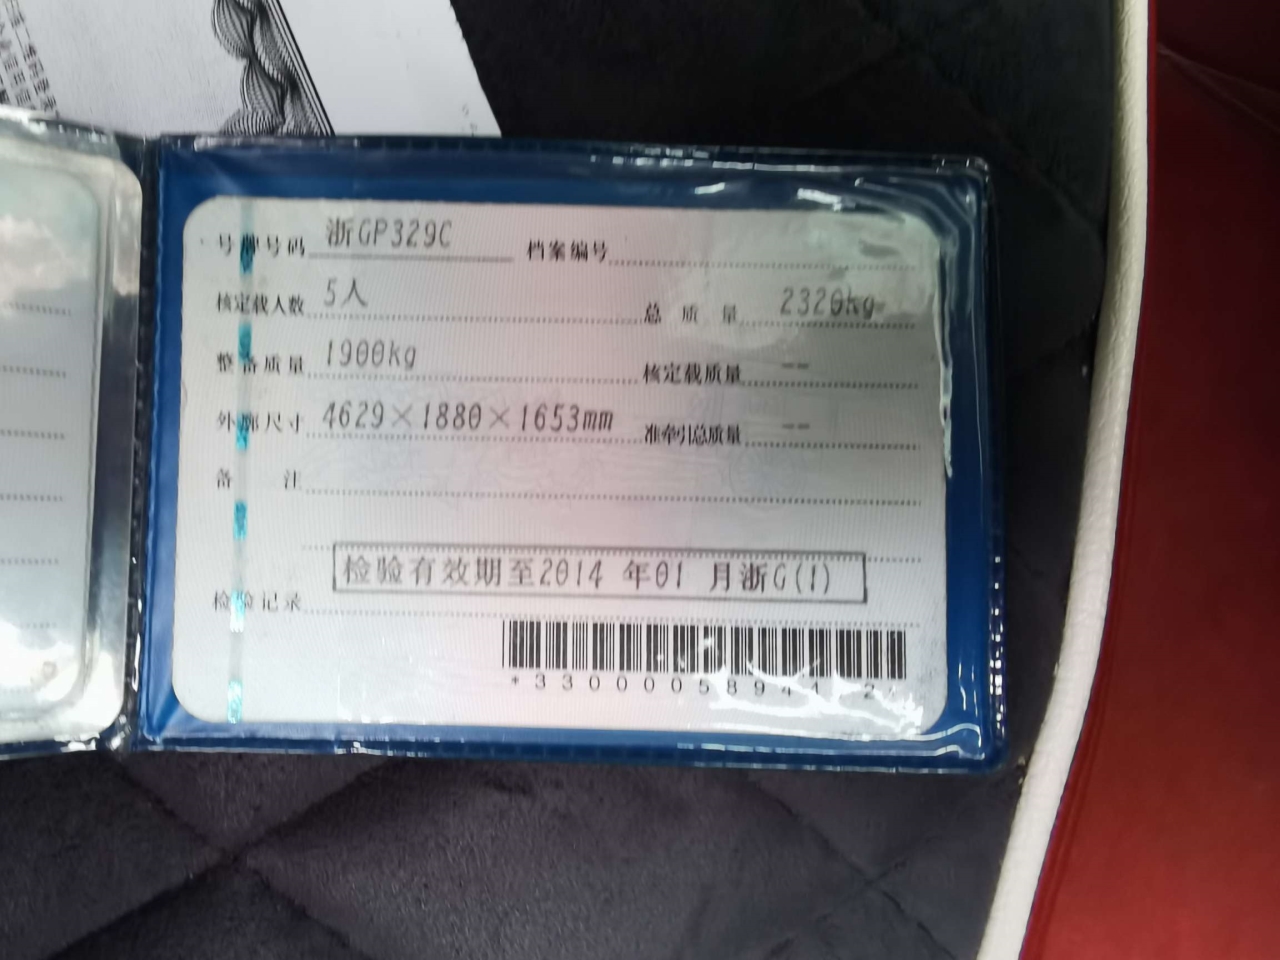 号牌号码 浙GP329C 档案编号
核定载人数 5人 总质量 2320kg
整备质量 1900kg 核定载质量 --
外廓尺寸 4629×1880×1653mm 准牵引总质量 --
备注
检验有效期至2014 年01 月浙G(1)
检验记录